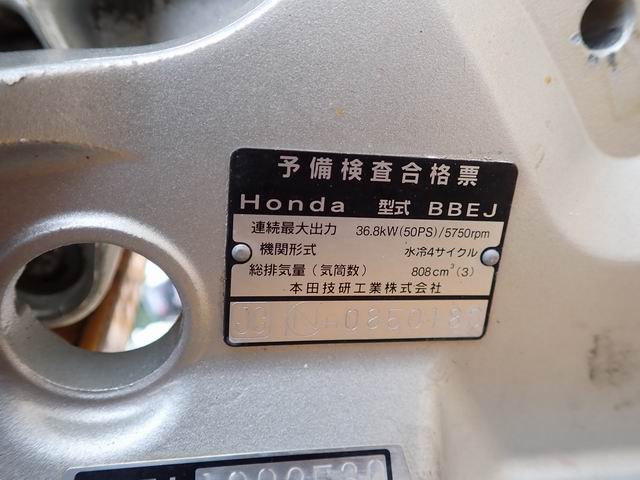 予備検査合格票
Honda 型式 BBEJ
連続最大出力 36.8kW(50PS)/5750rpm
機関形式 水冷4サイクル
総排気量(気筒数) 808cm³(3)
本田技研工業株式会社